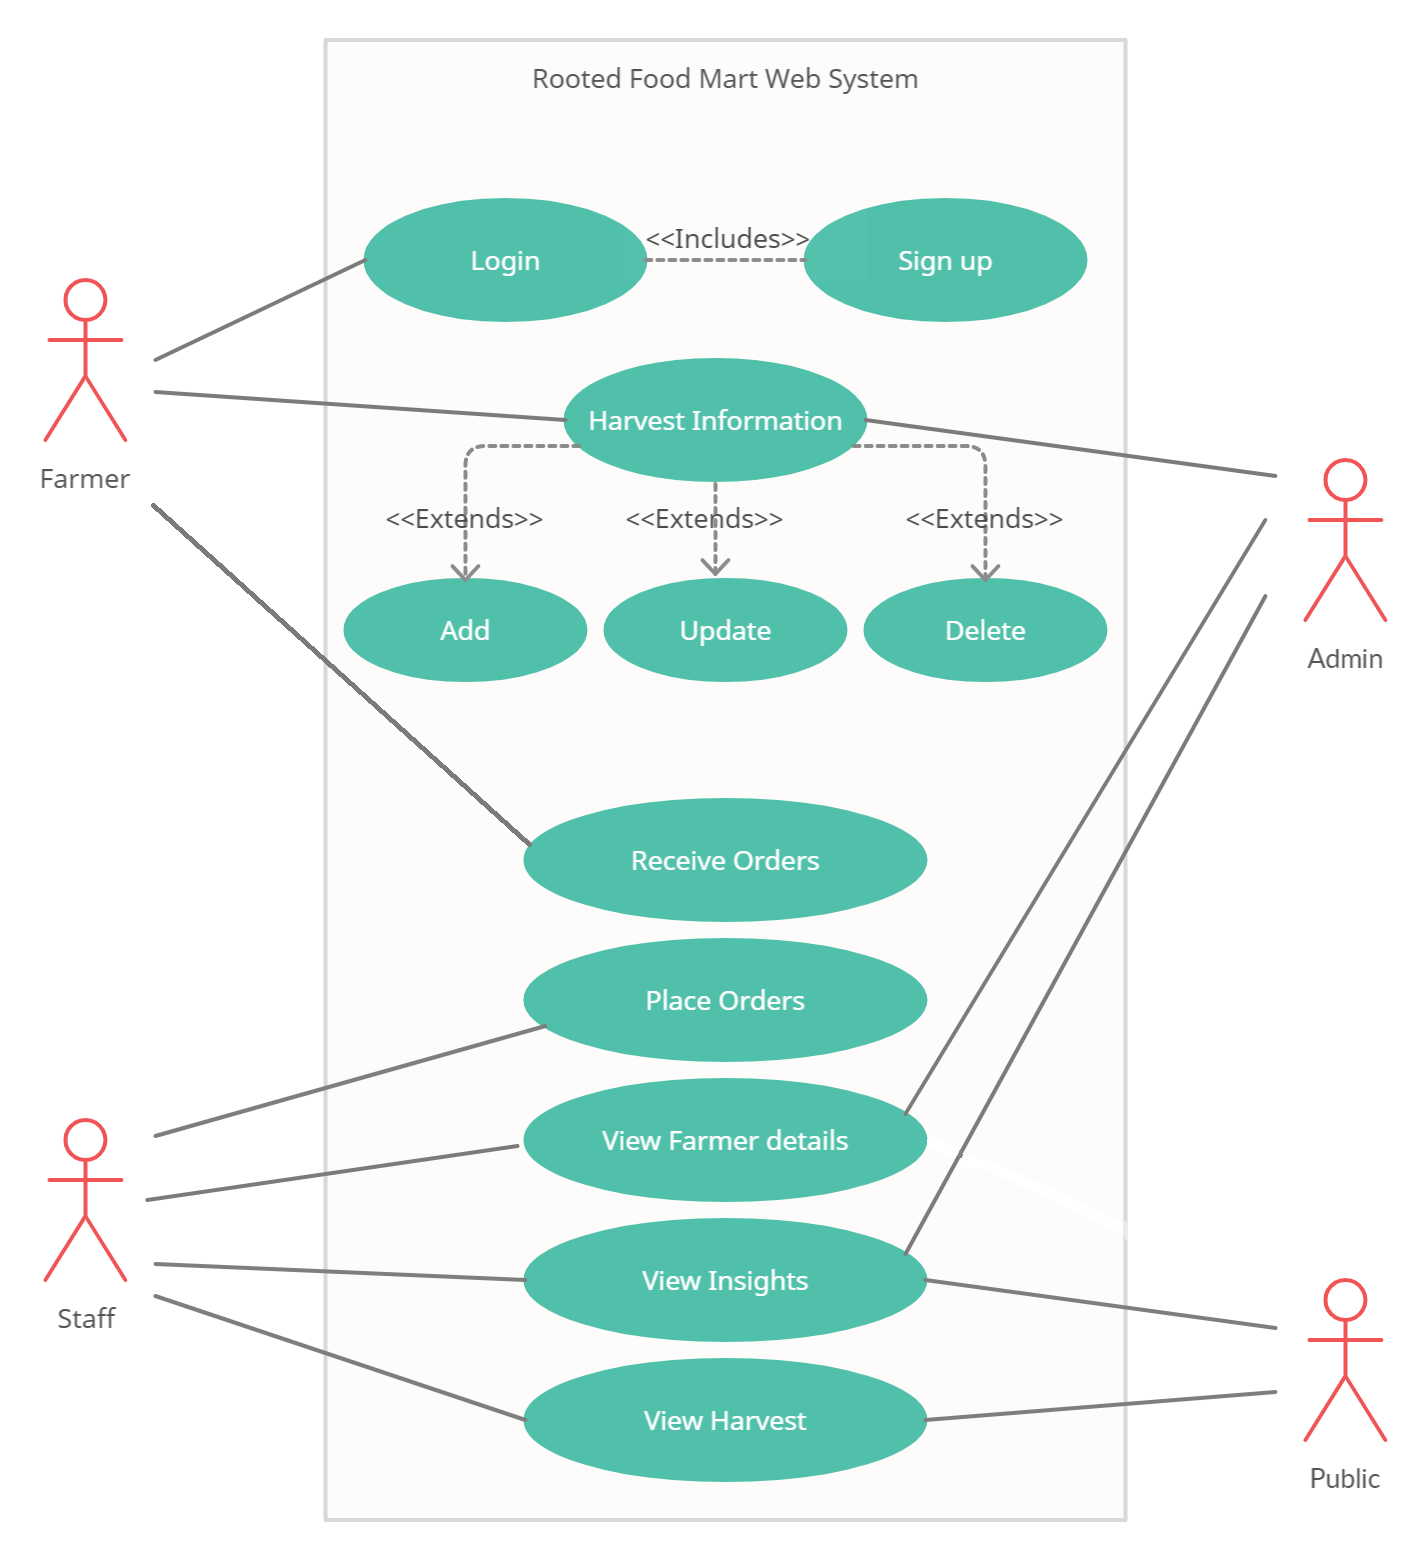 Rooted Food Mart Web System
Login
<<Includes>>
Sign up
Farmer
Harvest Information
<<Extends>>
<<Extends>>
<<Extends>>
Add
Update
Delete
Admin
Receive Orders
Place Orders
View Farmer details
View Insights
Staff
View Harvest
Public